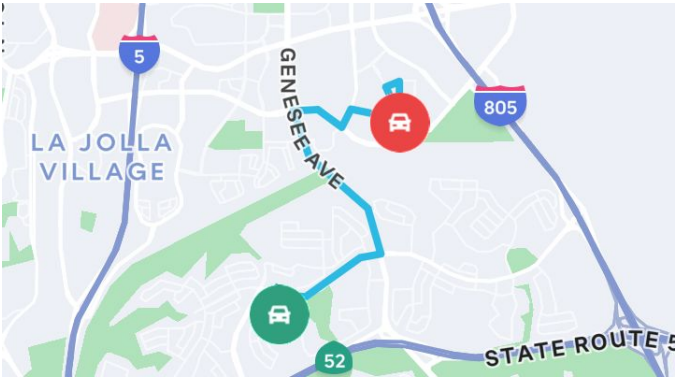 5
GENESEE AVE
805
LA JOLLA
VILLAGE
52
STATE ROUTE 5